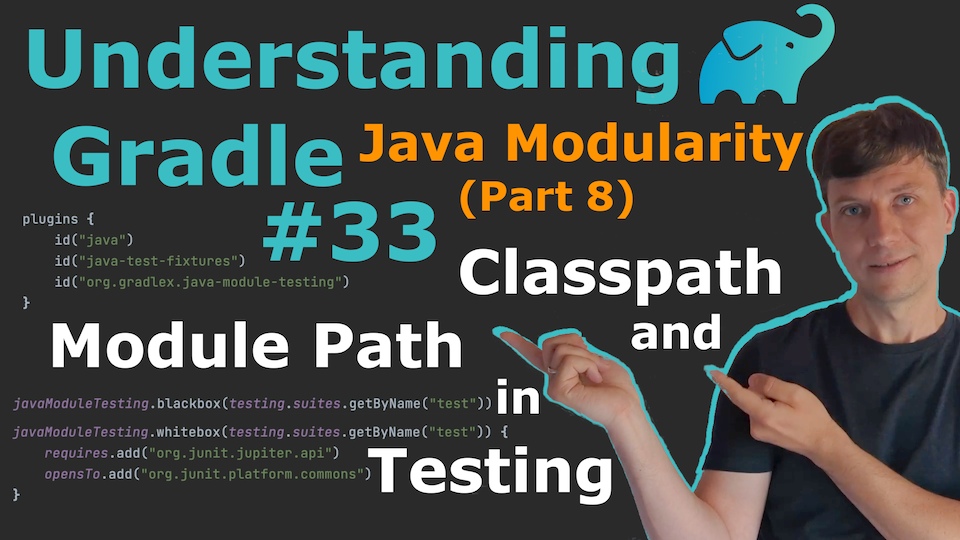 Understanding
Gradle
Java Modularity
(Part 8)
#33
plugins {
    id("java")
    id("java-test-fixtures")
    id("org.gradlex.java-module-testing")
}
Classpath
and
Module Path
in
Testing
javaModuleTesting.blackbox(testing.suites.getByName("test"))
javaModuleTesting.whitebox(testing.suites.getByName("test")) {
    requires.add("org.junit.jupiter.api")
    opensTo.add("org.junit.platform.commons")
}